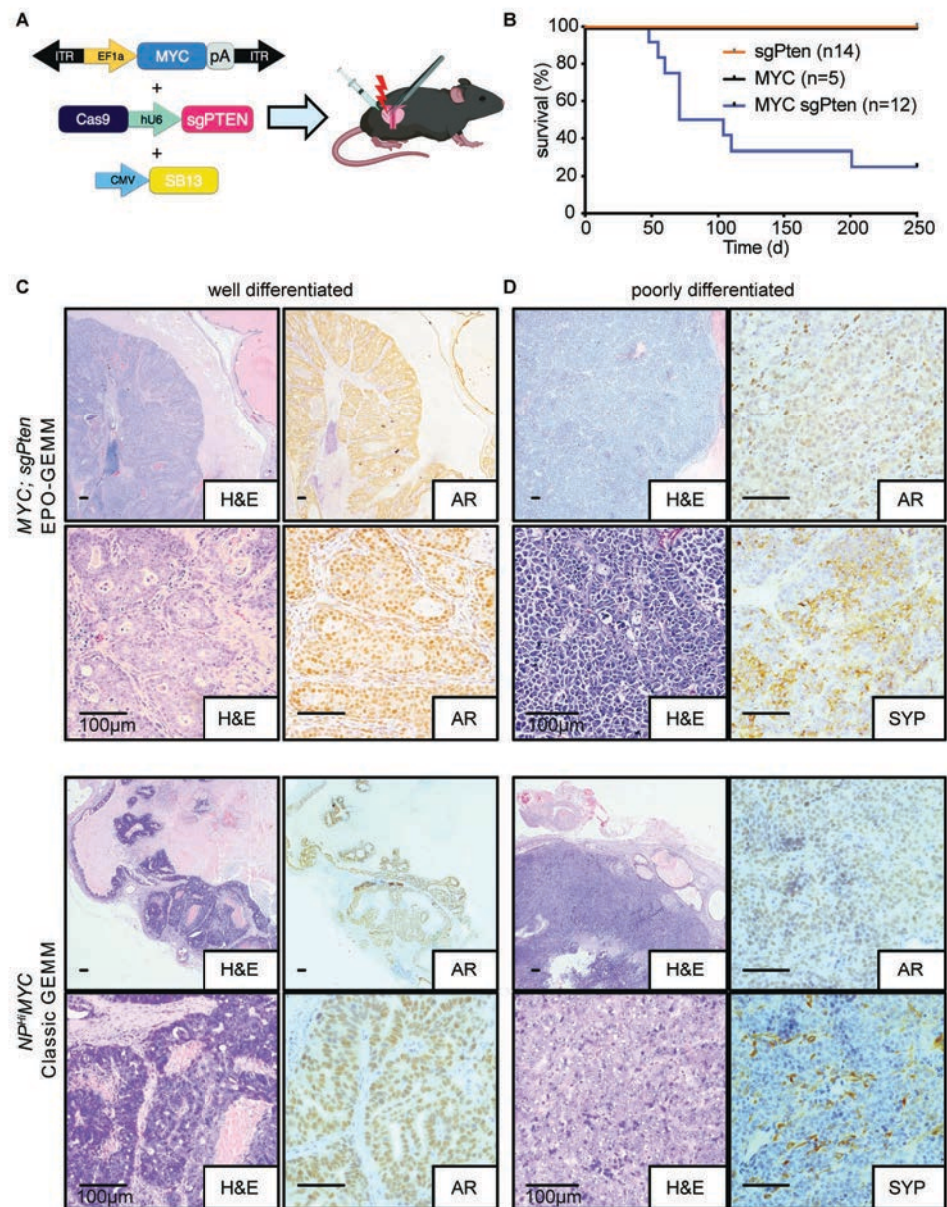 A
ITR EF1a MYC pA ITR
+
Cas9 hU6 sgPTEN
+
CMV SB13
B
survival (%)
100
80
60
40
20
0
sgPten (n14)
MYC (n=5)
MYC sgPten (n=12)
0 50 100 150 200 250
Time (d)
C
well differentiated
D
poorly differentiated
MYC; sgPten
EPO-GEMM
H&E
AR
H&E
AR
100µm
H&E
AR
100µm
H&E
SYP
NPHiMYC
Classic GEMM
H&E
AR
H&E
AR
100µm
H&E
AR
100µm
H&E
SYP